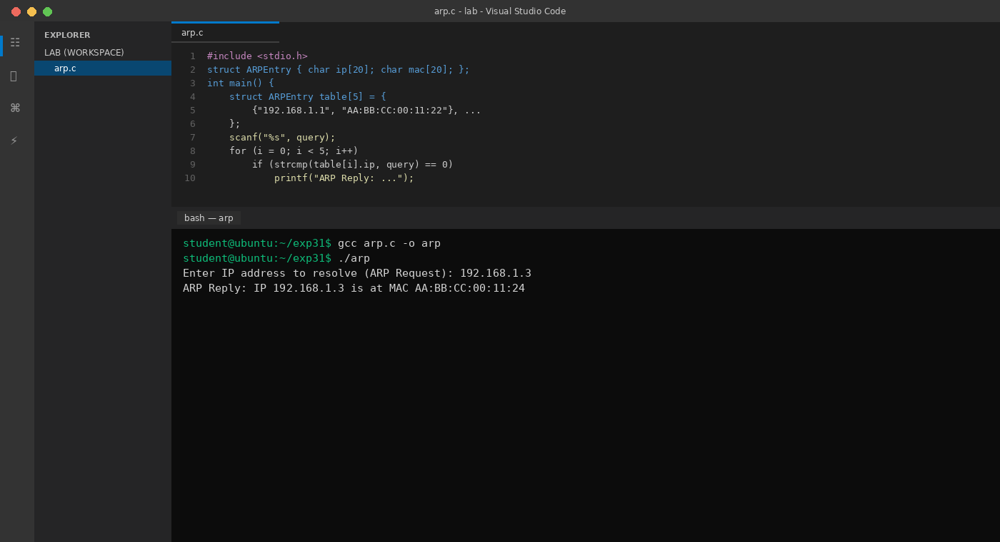 arp.c - lab - Visual Studio Code
EXPLORER
LAB (WORKSPACE)
arp.c
arp.c
1 #include <stdio.h>
2 struct ARPEntry { char ip[20]; char mac[20]; };
3 int main() {
4     struct ARPEntry table[5] = {
5         {"192.168.1.1", "AA:BB:CC:00:11:22"}, ...
6     };
7     scanf("%s", query);
8     for (i = 0; i < 5; i++)
9         if (strcmp(table[i].ip, query) == 0)
10             printf("ARP Reply: ...");
bash — arp
student@ubuntu:~/exp31$ gcc arp.c -o arp
student@ubuntu:~/exp31$ ./arp
Enter IP address to resolve (ARP Request): 192.168.1.3
ARP Reply: IP 192.168.1.3 is at MAC AA:BB:CC:00:11:24